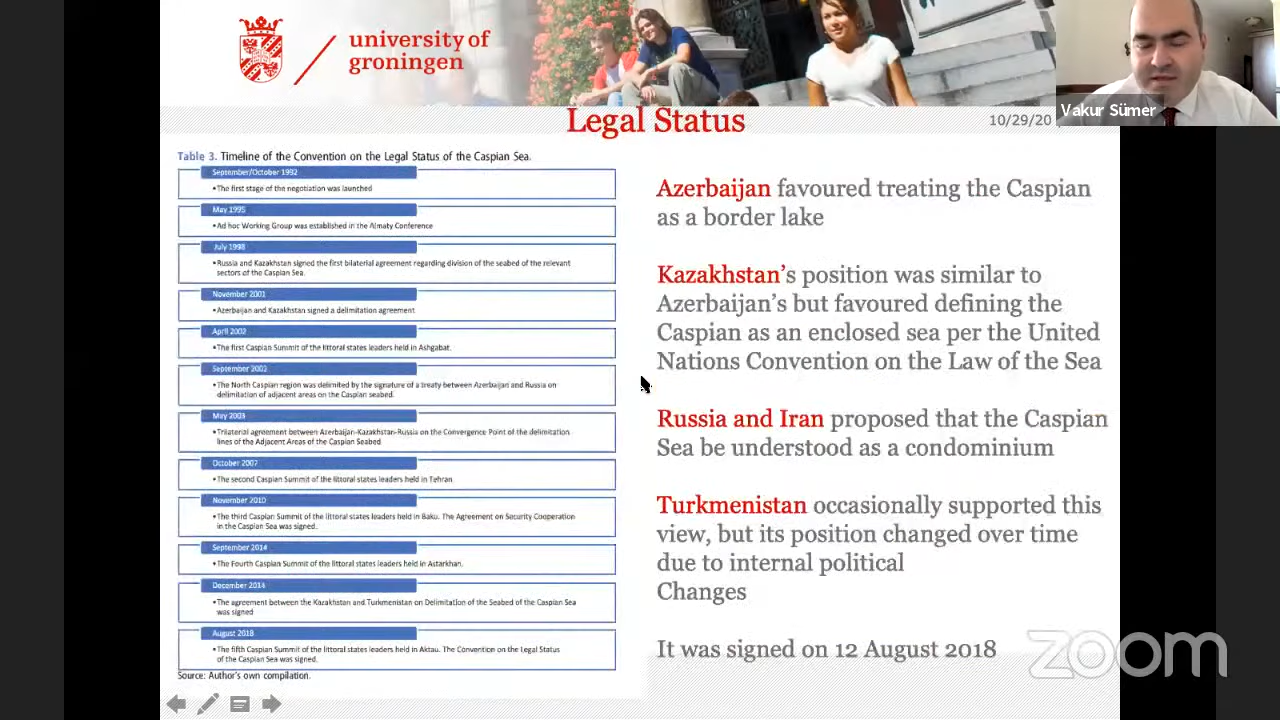 university of
groningen
Legal Status
10/29/20
Vakur Sümer
Table 3. Timeline of the Convention on the Legal Status of the Caspian Sea.
September/October 1992
•The first stage of the negotiation was launched
May 1995
•Ad hoc Working Group was established in the Almaty Conference
July 1998
•Russia and Kazakhstan signed the first bilaterial agreement regarding division of the seabed of the relevant
sectors of the Caspian Sea.
November 2001
•Azerbaijan and Kazakhstan signed a delimitation agreement
April 2002
•The first Caspian Summit of the littoral states leaders held in Ashgabat.
September 2002
•The North Caspian region was delimited by the signature of a treaty between Azerbaijan and Russia on
delimitation of adjacent areas on the Caspian seabed.
May 2003
•Trilateral agreement between Azerbaijan-Kazakhstan-Russia on the Convergence Point of the delimitation
lines of the Adjacent Areas of the Caspian Seabed
October 2007
•The second Caspian Summit of the littoral states leaders held in Tehran
November 2010
•The third Caspian Summit of the littoral states leaders held in Baku. The Agreement on Security Cooperation
in the Caspian Sea was signed.
September 2014
•The Fourth Caspian Summit of the littoral states leaders held in Astarkhan.
December 2014
•The agreement between the Kazakhstan and Turkmenistan on Delimitation of the Seabed of the Caspian Sea
was signed
August 2018
•The fifth Caspian Summit of the littoral states leaders held in Aktau. The Convention on the Legal Status
of the Caspian Sea was signed.
Source: Author's own compilation.
Azerbaijan favoured treating the Caspian
as a border lake
Kazakhstan's position was similar to
Azerbaijan's but favoured defining the
Caspian as an enclosed sea per the United
Nations Convention on the Law of the Sea
Russia and Iran proposed that the Caspian
Sea be understood as a condominium
Turkmenistan occasionally supported this
view, but its position changed over time
due to internal political
Changes
It was signed on 12 August 2018
zoom